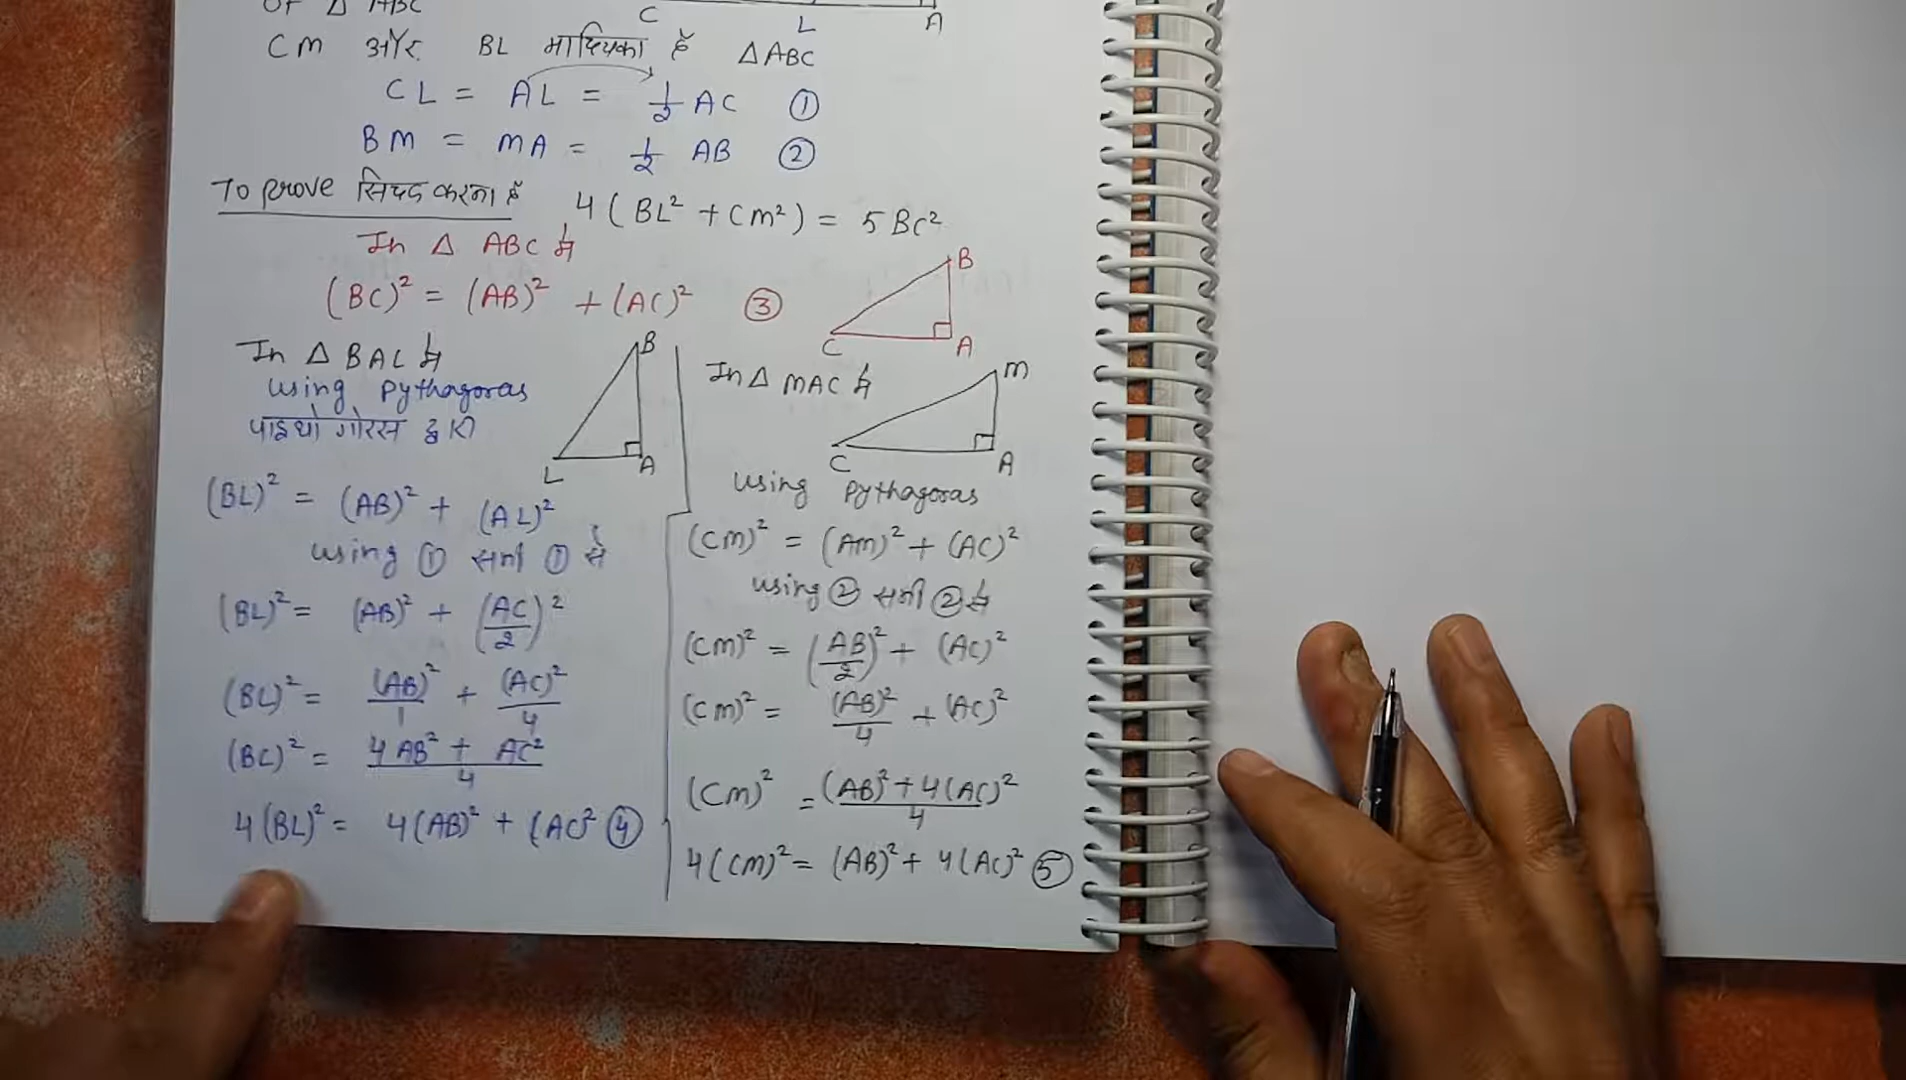 OF △ ABC
C L A
CM और BL माध्यिका है △ABC
CL = AL = 1/2 AC ①
BM = MA = 1/2 AB ②
To prove सिध्द करना है 4(BL² + CM²) = 5BC²
In △ ABC में
(BC)² = (AB)² + (AC)² ③
B
C A
In △ BAL में
using Pythagoras
पाइथोगोरस
B
L A
(BL)² = (AB)² + (AL)²
using ① समी ① से
(BL)² = (AB)² + (AC/2)²
(BL)² = (AB)²/1 + (AC)²/4
(BL)² = 4AB² + AC²/4
4(BL)² = 4(AB)² + (AC)² ④
In △ MAC में
M
C A
using Pythagoras
(CM)² = (AM)² + (AC)²
using ② समी ② से
(CM)² = (AB/2)² + (AC)²
(CM)² = (AB)²/4 + (AC)²
(CM)² = (AB)² + 4(AC)²/4
4(CM)² = (AB)² + 4(AC)² ⑤